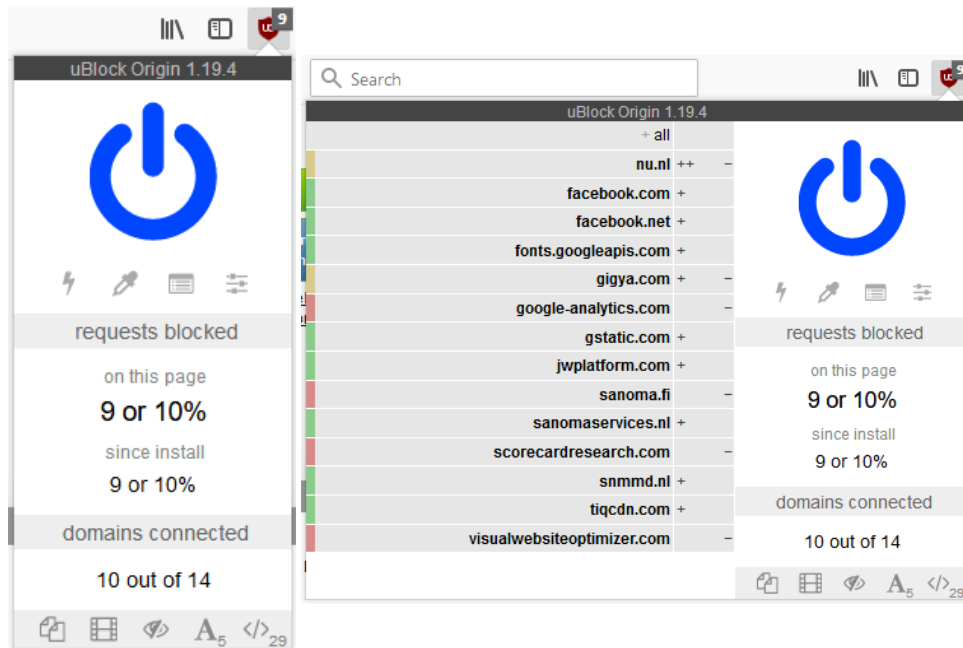 9
uBlock Origin 1.19.4
requests blocked
on this page
9 or 10%
since install
9 or 10%
domains connected
10 out of 14
A5
</>29
Search
9
uBlock Origin 1.19.4
+ all
nu.nl ++ −
facebook.com +
facebook.net +
fonts.googleapis.com +
gigya.com + −
google-analytics.com −
gstatic.com +
jwplatform.com +
sanoma.fi −
sanomaservices.nl +
scorecardresearch.com −
snmmd.nl +
tiqcdn.com +
visualwebsiteoptimizer.com −
requests blocked
on this page
9 or 10%
since install
9 or 10%
domains connected
10 out of 14
A5
</>29